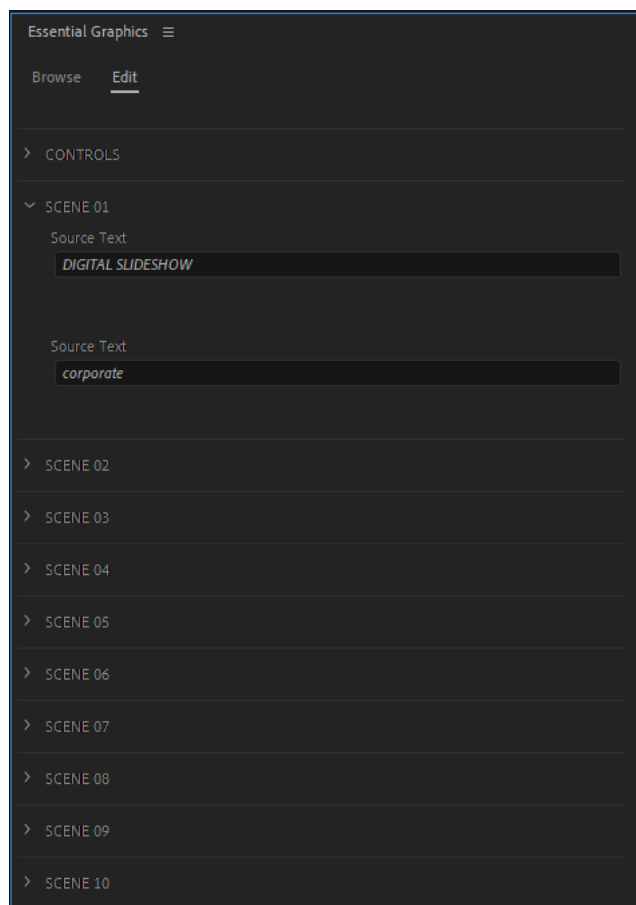 Essential Graphics
Browse Edit
CONTROLS
SCENE 01
Source Text
DIGITAL SLIDESHOW
Source Text
corporate
SCENE 02
SCENE 03
SCENE 04
SCENE 05
SCENE 06
SCENE 07
SCENE 08
SCENE 09
SCENE 10